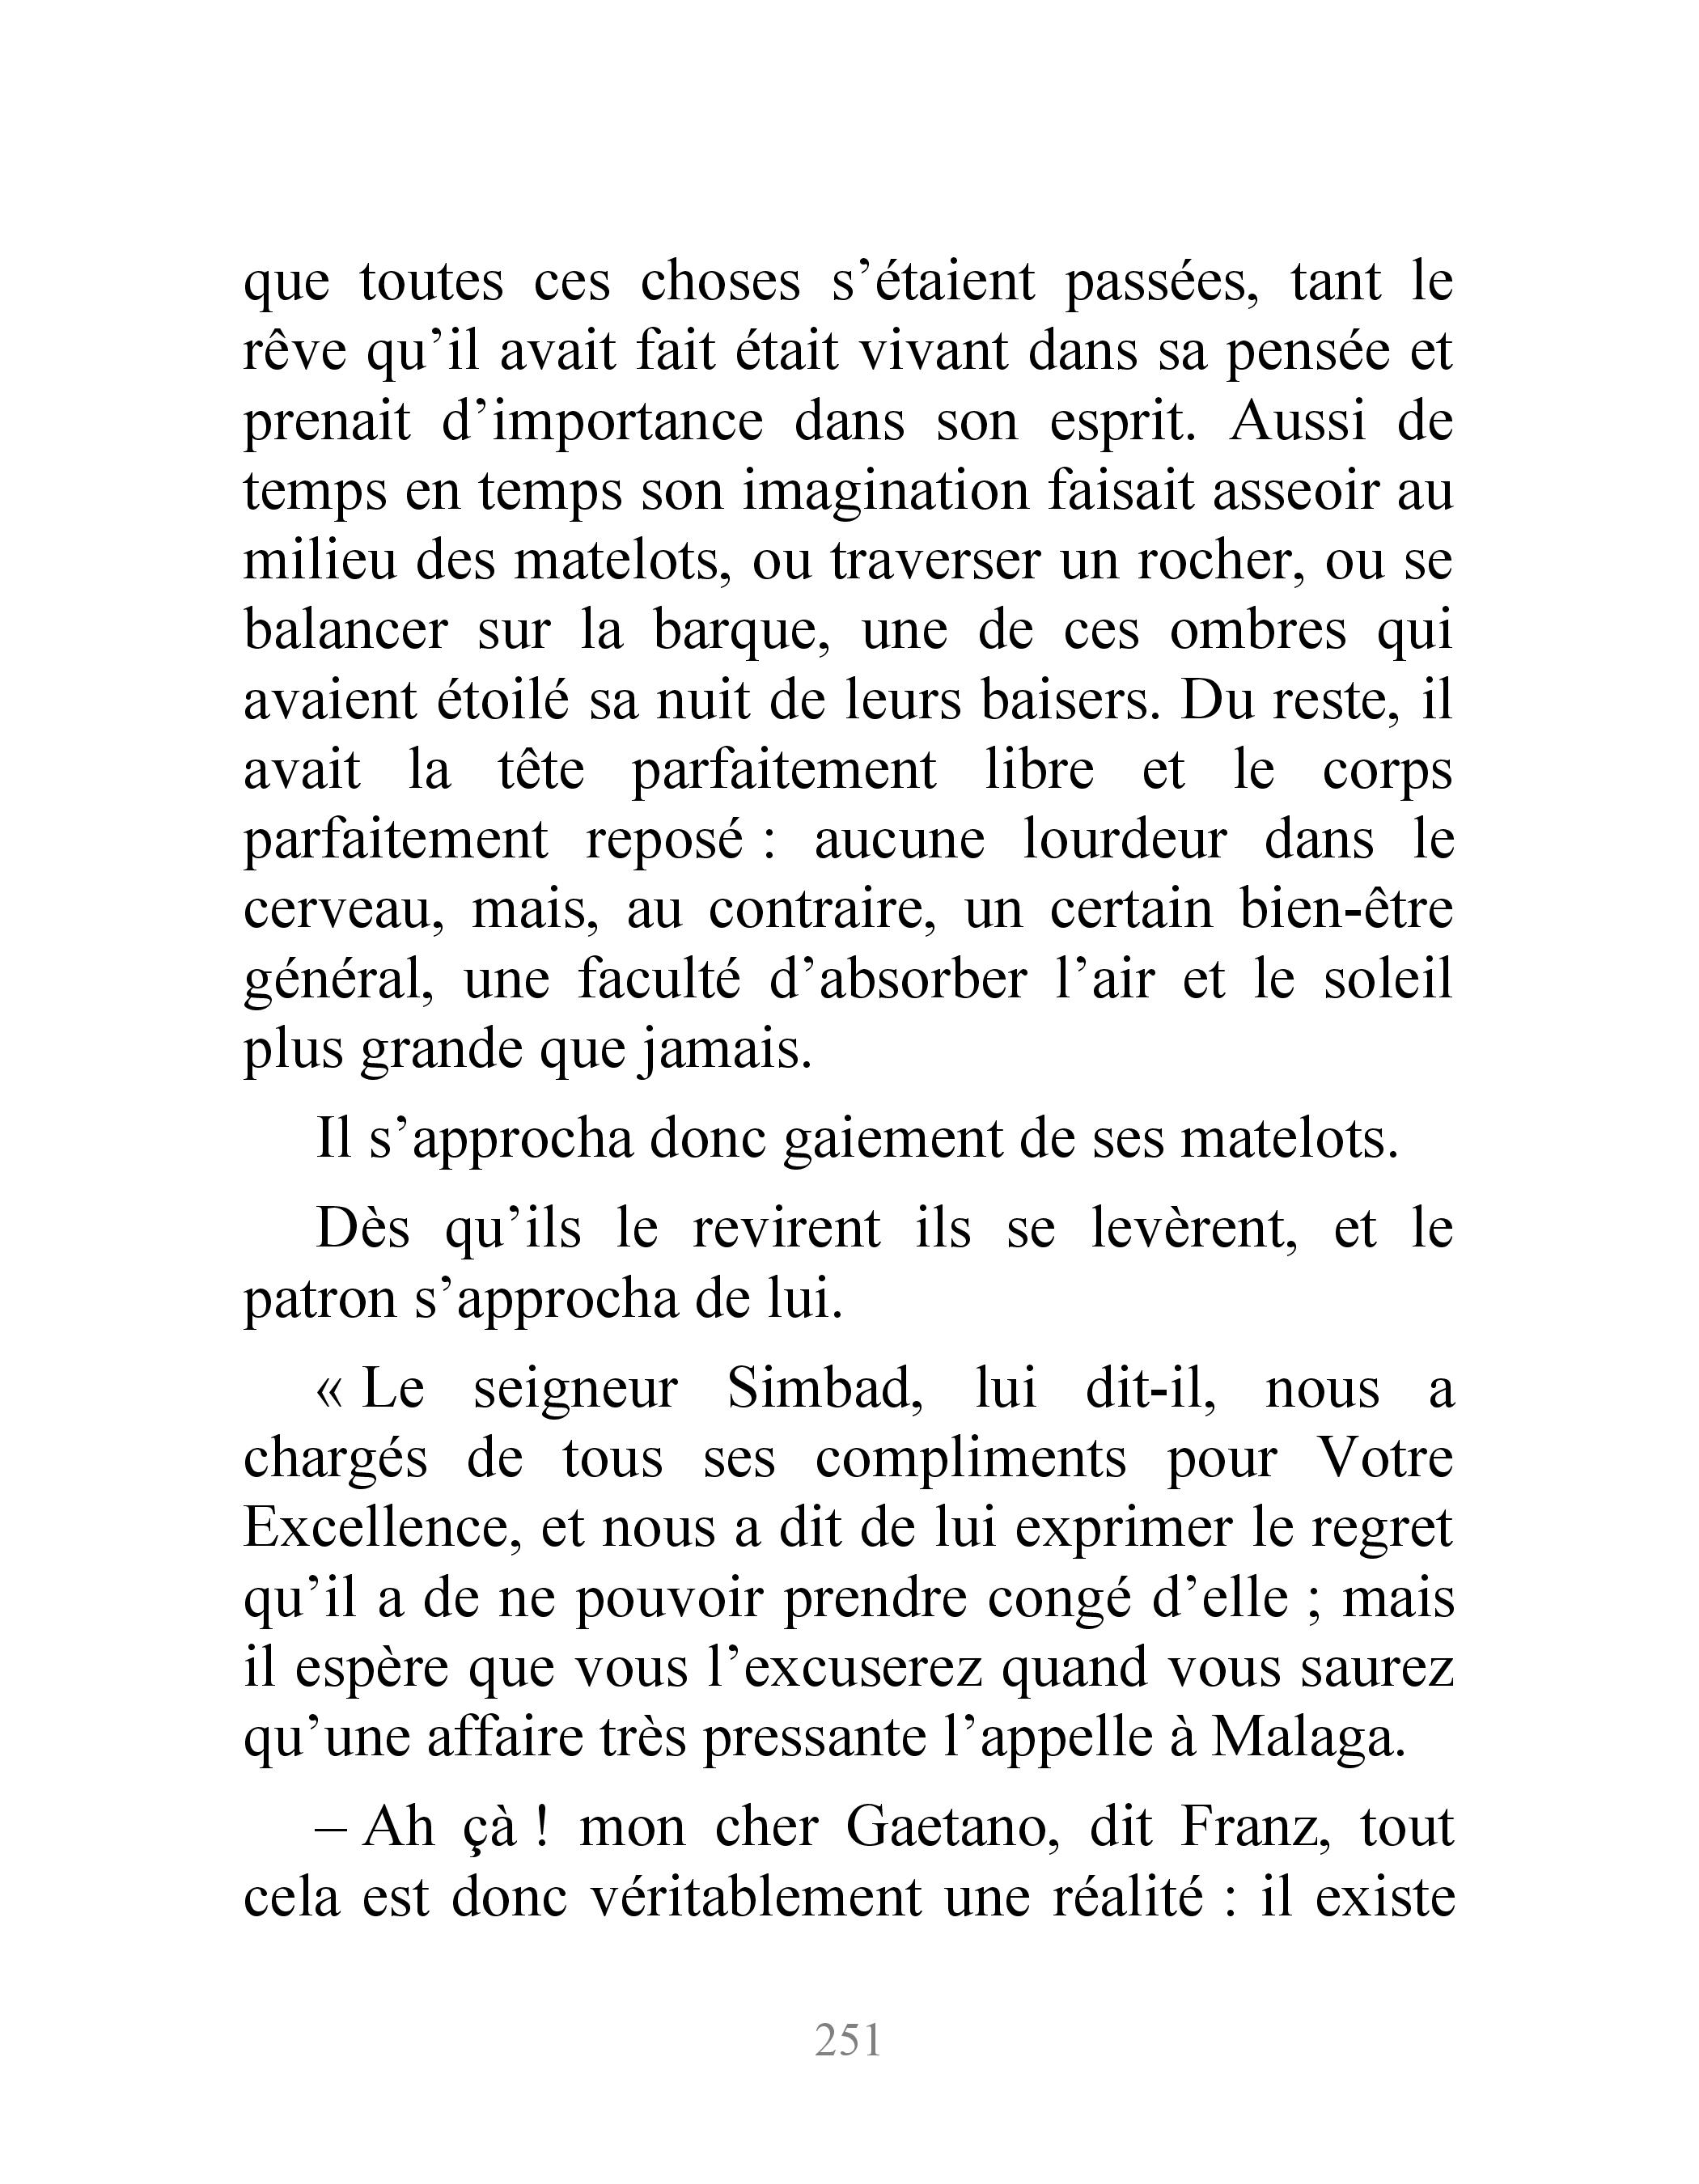 que toutes ces choses s’étaient passées, tant le
rêve qu’il avait fait était vivant dans sa pensée et
prenait d’importance dans son esprit. Aussi de
temps en temps son imagination faisait asseoir au
milieu des matelots, ou traverser un rocher, ou se
balancer sur la barque, une de ces ombres qui
avaient étoilé sa nuit de leurs baisers. Du reste, il
avait la tête parfaitement libre et le corps
parfaitement reposé : aucune lourdeur dans le
cerveau, mais, au contraire, un certain bien-être
général, une faculté d’absorber l’air et le soleil
plus grande que jamais.
Il s’approcha donc gaiement de ses matelots.
Dès qu’ils le revirent ils se levèrent, et le
patron s’approcha de lui.
« Le seigneur Simbad, lui dit-il, nous a
chargés de tous ses compliments pour Votre
Excellence, et nous a dit de lui exprimer le regret
qu’il a de ne pouvoir prendre congé d’elle ; mais
il espère que vous l’excuserez quand vous saurez
qu’une affaire très pressante l’appelle à Malaga.
– Ah çà ! mon cher Gaetano, dit Franz, tout
cela est donc véritablement une réalité : il existe
251